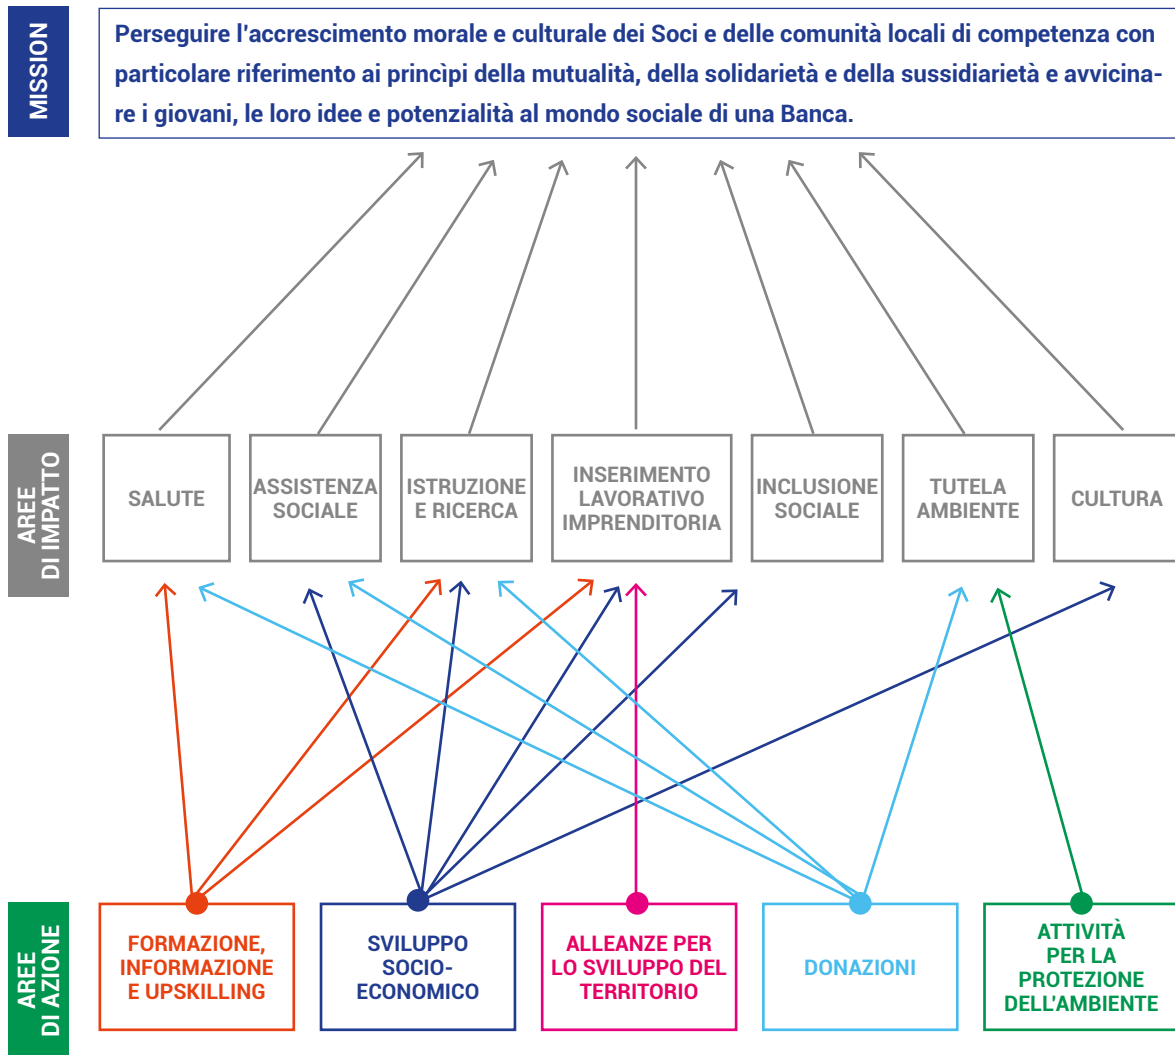 MISSION
Perseguire l'accrescimento morale e culturale dei Soci e delle comunità locali di competenza con
particolare riferimento ai princìpi della mutualità, della solidarietà e della sussidiarietà e avvicina-
re i giovani, le loro idee e potenzialità al mondo sociale di una Banca.
AREE
DI IMPATTO
SALUTE
ASSISTENZA
SOCIALE
ISTRUZIONE
E RICERCA
INSERIMENTO
LAVORATIVO
IMPRENDITORIA
INCLUSIONE
SOCIALE
TUTELA
AMBIENTE
CULTURA
AREE
DI AZIONE
FORMAZIONE,
INFORMAZIONE
E UPSKILLING
SVILUPPO
SOCIO-
ECONOMICO
ALLEANZE PER
LO SVILUPPO DEL
TERRITORIO
DONAZIONI
ATTIVITÀ
PER LA
PROTEZIONE
DELL'AMBIENTE